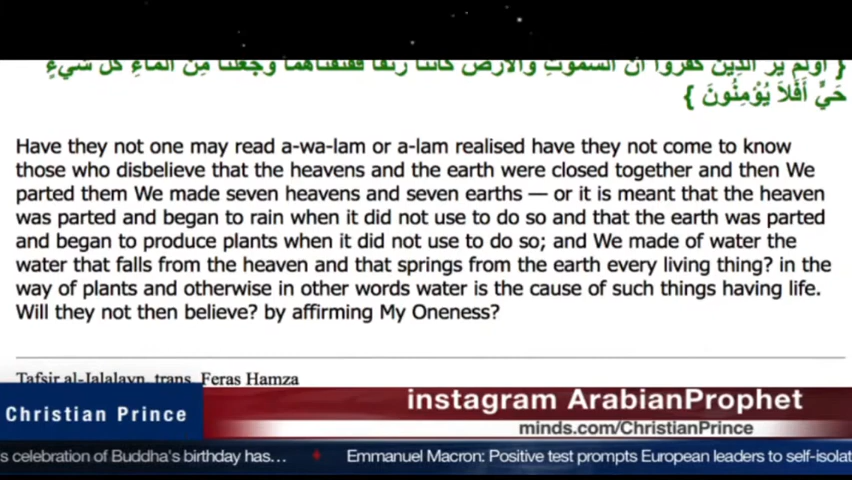 { أَوَلَمْ يَرَ الَّذِينَ كَفَرُوا أَنَّ السَّمَٰوَٰتِ وَٱلأَرْضَ كَانَتَا رَتْقاً فَفَتَقْنَاهُمَا وَجَعَلْنَا مِنَ ٱلْمَآءِ كُلَّ شَيْءٍ
حَيٍّ أَفَلاَ يُؤْمِنُونَ }
Have they not one may read a-wa-lam or a-lam realised have they not come to know
those who disbelieve that the heavens and the earth were closed together and then We
parted them We made seven heavens and seven earths — or it is meant that the heaven
was parted and began to rain when it did not use to do so and that the earth was parted
and began to produce plants when it did not use to do so; and We made of water the
water that falls from the heaven and that springs from the earth every living thing? in the
way of plants and otherwise in other words water is the cause of such things having life.
Will they not then believe? by affirming My Oneness?
Tafsir al-Jalalayn, trans. Feras Hamza
instagram ArabianProphet
Christian Prince
minds.com/ChristianPrince
s celebration of Buddha's birthday has... Emmanuel Macron: Positive test prompts European leaders to self-isolat